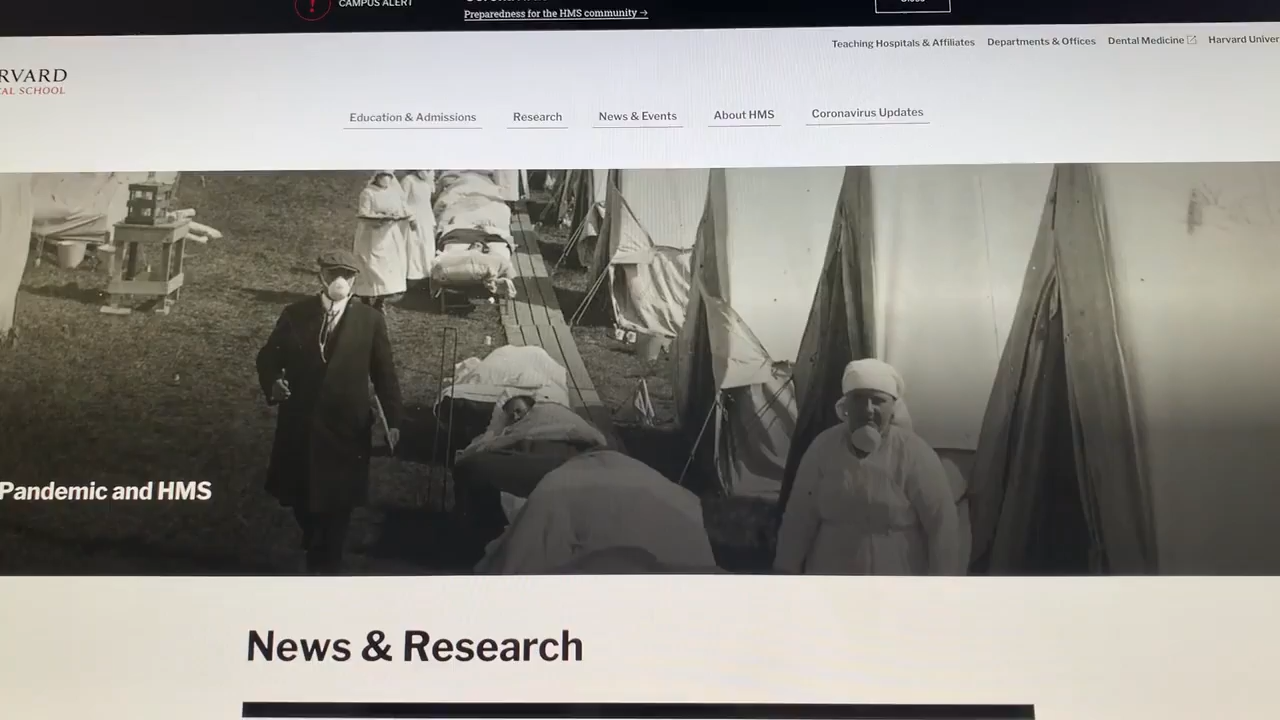 CAMPUS ALERT
Preparedness for the HMS community →
Teaching Hospitals & Affiliates Departments & Offices Dental Medicine Harvard Univer
RVARD
AL SCHOOL
Education & Admissions Research News & Events About HMS Coronavirus Updates
Pandemic and HMS
News & Research